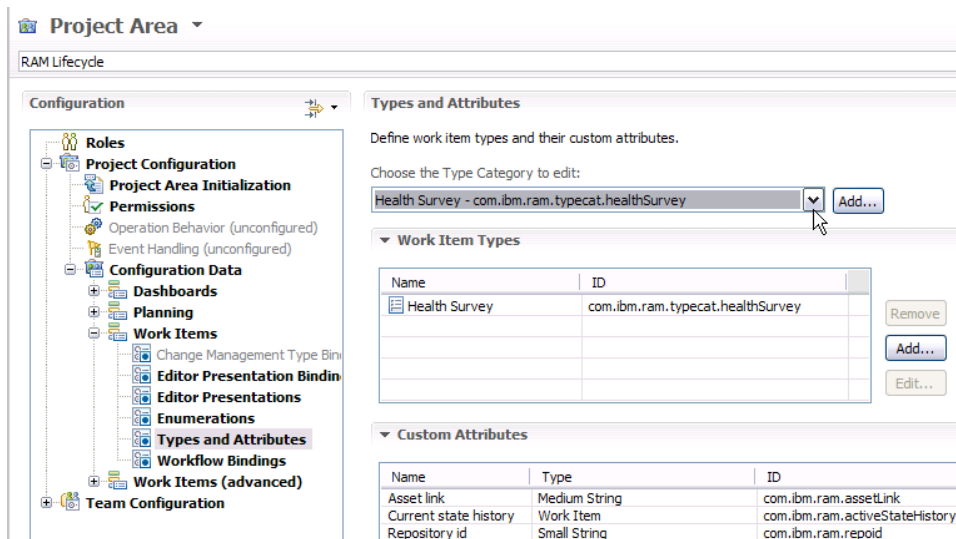 Project Area
RAM Lifecycle
Configuration
Roles
Project Configuration
Project Area Initialization
Permissions
Operation Behavior (unconfigured)
Event Handling (unconfigured)
Configuration Data
Dashboards
Planning
Work Items
Change Management Type Bin
Editor Presentation Bindin
Editor Presentations
Enumerations
Types and Attributes
Workflow Bindings
Work Items (advanced)
Team Configuration
Types and Attributes
Define work item types and their custom attributes.
Choose the Type Category to edit:
Health Survey - com.ibm.ram.typecat.healthSurvey Add...
Work Item Types
Name ID
Health Survey com.ibm.ram.typecat.healthSurvey
Remove
Add...
Edit...
Custom Attributes
Name Type ID
Asset link Medium String com.ibm.ram.assetLink
Current state history Work Item com.ibm.ram.activeStateHistory
Repository id Small String com.ibm.ram.repoid